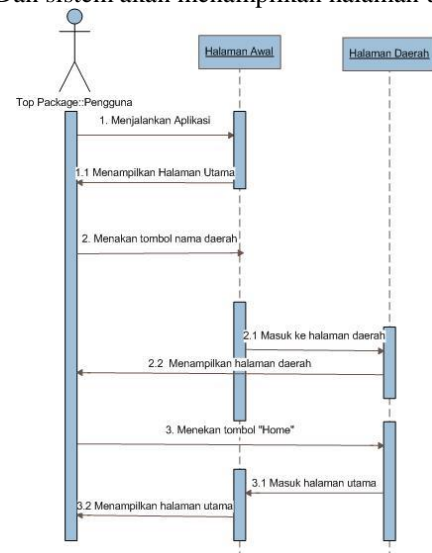 Dan sistem akan menampilkan halaman
Halaman Awal
Halaman Daerah
Top Package::Pengguna
1. Menjalankan Aplikasi
1.1 Menampilkan Halaman Utama
2. Menakan tombol nama daerah
2.1 Masuk ke halaman daerah
2.2 Menampilkan halaman daerah
3. Menekan tombol "Home"
3.1 Masuk halaman utama
3.2 Menampilkan halaman utama